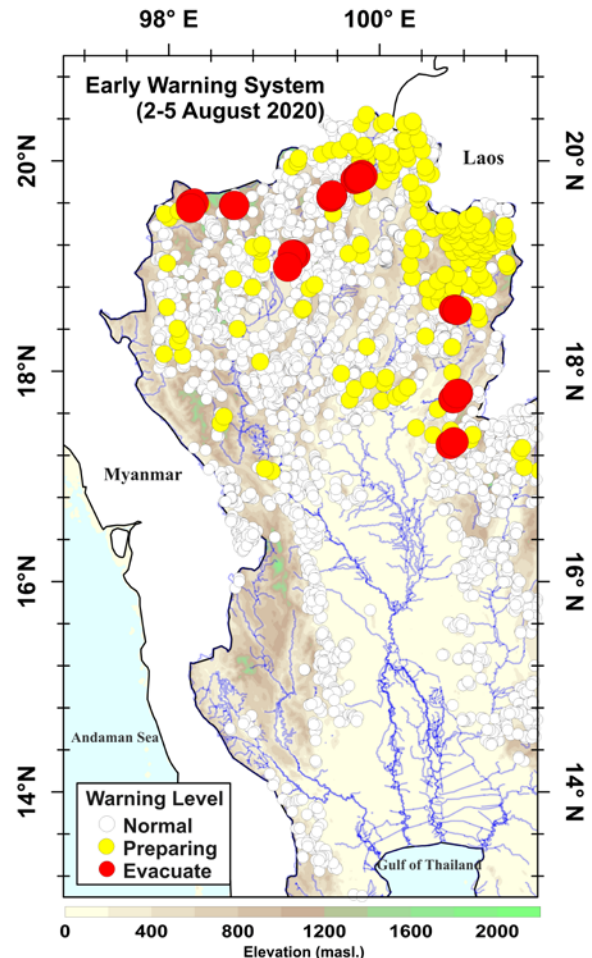 98° E
100° E
Early Warning System
(2-5 August 2020)
20°N
20° N
Laos
18°N
18° N
Myanmar
16°N
16° N
Andaman Sea
14°N
14° N
Warning Level
Normal
Preparing
Evacuate
Gulf of Thailand
0 400 800 1200 1600 2000
Elevation (masl.)